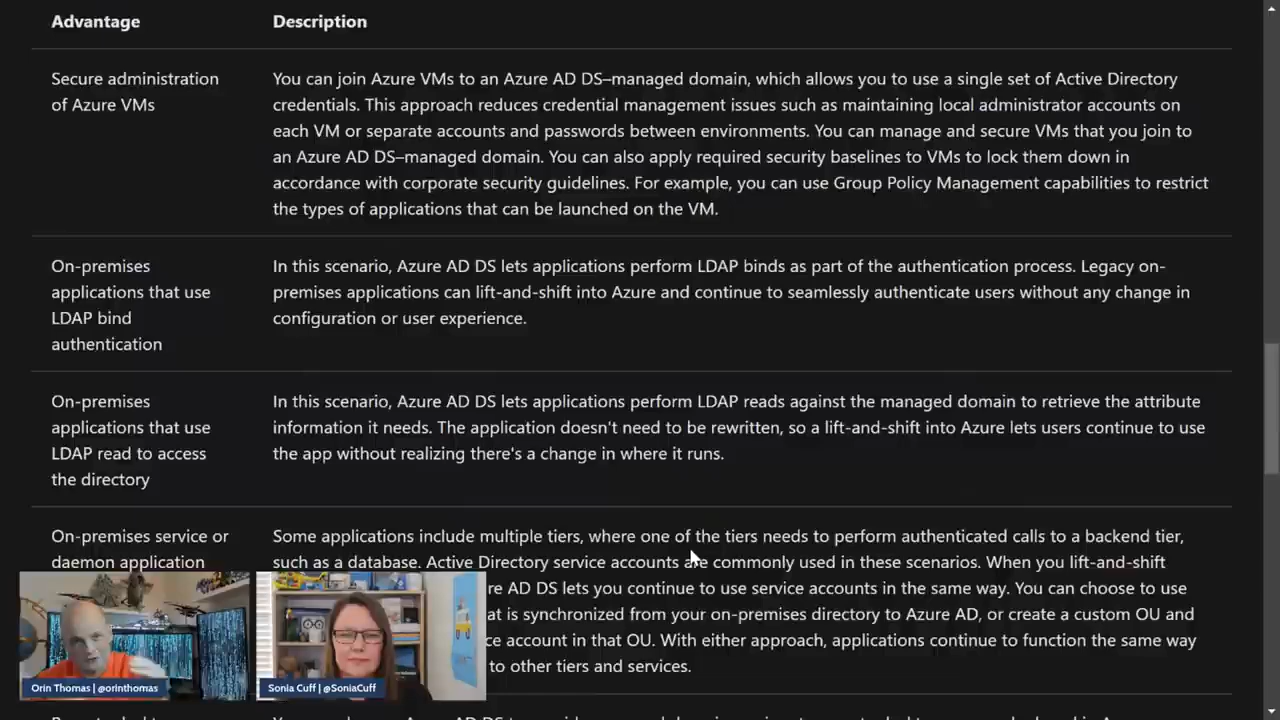 Advantage Description
Secure administration
of Azure VMs
You can join Azure VMs to an Azure AD DS–managed domain, which allows you to use a single set of Active Directory
credentials. This approach reduces credential management issues such as maintaining local administrator accounts on
each VM or separate accounts and passwords between environments. You can manage and secure VMs that you join to
an Azure AD DS–managed domain. You can also apply required security baselines to VMs to lock them down in
accordance with corporate security guidelines. For example, you can use Group Policy Management capabilities to restrict
the types of applications that can be launched on the VM.
On-premises
applications that use
LDAP bind
authentication
In this scenario, Azure AD DS lets applications perform LDAP binds as part of the authentication process. Legacy on-
premises applications can lift-and-shift into Azure and continue to seamlessly authenticate users without any change in
configuration or user experience.
On-premises
applications that use
LDAP read to access
the directory
In this scenario, Azure AD DS lets applications perform LDAP reads against the managed domain to retrieve the attribute
information it needs. The application doesn't need to be rewritten, so a lift-and-shift into Azure lets users continue to use
the app without realizing there's a change in where it runs.
On-premises service or
daemon application
Some applications include multiple tiers, where one of the tiers needs to perform authenticated calls to a backend tier,
such as a database. Active Directory service accounts are commonly used in these scenarios. When you lift-and-shift
re AD DS lets you continue to use service accounts in the same way. You can choose to use
at is synchronized from your on-premises directory to Azure AD, or create a custom OU and
ce account in that OU. With either approach, applications continue to function the same way
to other tiers and services.
Orin Thomas | @orinthomas
Sonia Cuff | @SoniaCuff